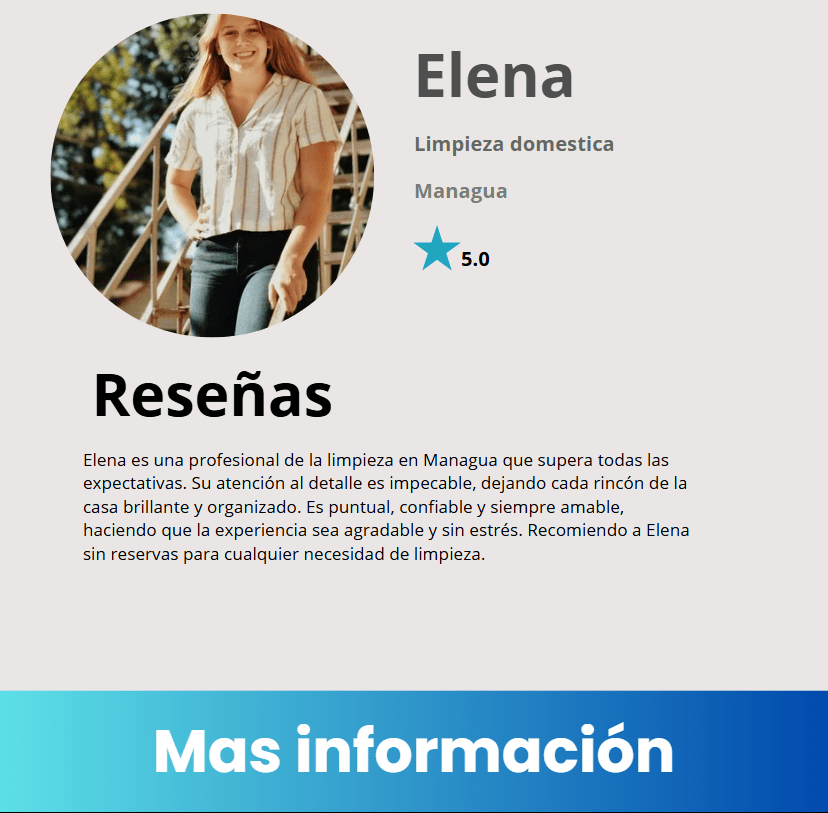 Elena
Limpieza domestica
Managua
5.0
Reseñas
Elena es una profesional de la limpieza en Managua que supera todas las
expectativas. Su atención al detalle es impecable, dejando cada rincón de la
casa brillante y organizado. Es puntual, confiable y siempre amable,
haciendo que la experiencia sea agradable y sin estrés. Recomiendo a Elena
sin reservas para cualquier necesidad de limpieza.
Mas información